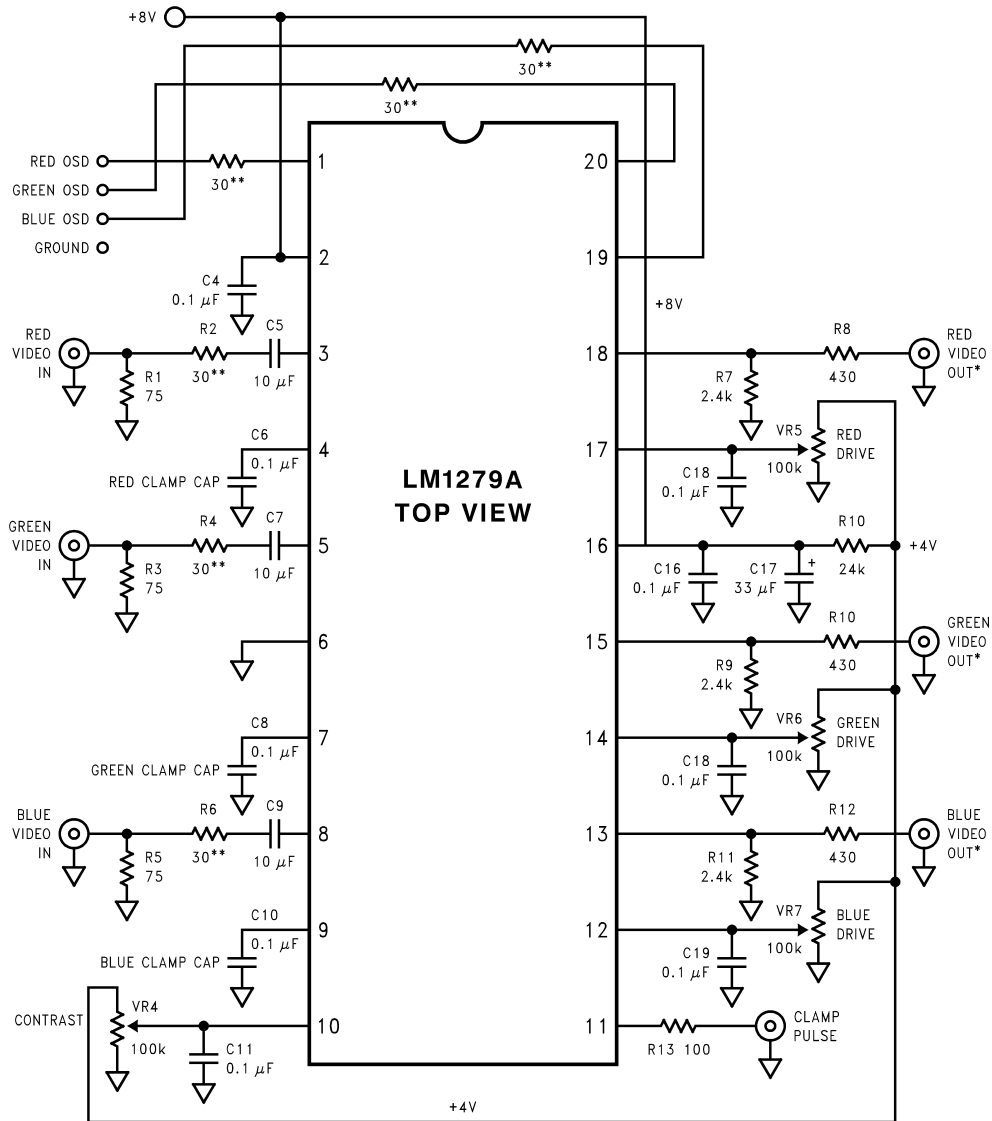 +8V
30**
30**
RED OSD
30**
1
20
GREEN OSD
BLUE OSD
GROUND
2
19
C4
0.1 μF
+8V
RED
VIDEO
IN
R1
75
R2
30**
C5
10 μF
3
18
R7
2.4k
R8
430
RED
VIDEO
OUT*
C6
0.1 μF
RED CLAMP CAP
4
17
C18
0.1 μF
VR5
100k
RED
DRIVE
LM1279A
TOP VIEW
GREEN
VIDEO
IN
R3
75
R4
30**
C7
10 μF
5
16
C16
0.1 μF
C17
+
33 μF
R10
24k
+4V
6
15
R9
2.4k
R10
430
GREEN
VIDEO
OUT*
C8
0.1 μF
GREEN CLAMP CAP
7
14
C18
0.1 μF
VR6
100k
GREEN
DRIVE
BLUE
VIDEO
IN
R5
75
R6
30**
C9
10 μF
8
13
R11
2.4k
R12
430
BLUE
VIDEO
OUT*
C10
0.1 μF
BLUE CLAMP CAP
9
12
C19
0.1 μF
VR7
100k
BLUE
DRIVE
CONTRAST
VR4
100k
C11
0.1 μF
10
11
R13 100
CLAMP
PULSE
+4V